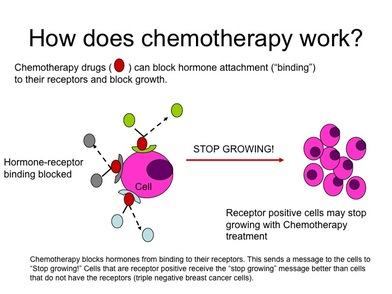 How does chemotherapy work?
Chemotherapy drugs ( ) can block hormone attachment (“binding”)
to their receptors and block growth.
STOP GROWING!
Hormone-receptor
binding blocked
Cell
Receptor positive cells may stop
growing with Chemotherapy
treatment
Chemotherapy blocks hormones from binding to their receptors. This sends a message to the cells to
“Stop growing!” Cells that are receptor positive receive the “stop growing” message better than cells
that do not have the receptors (triple negative breast cancer cells).